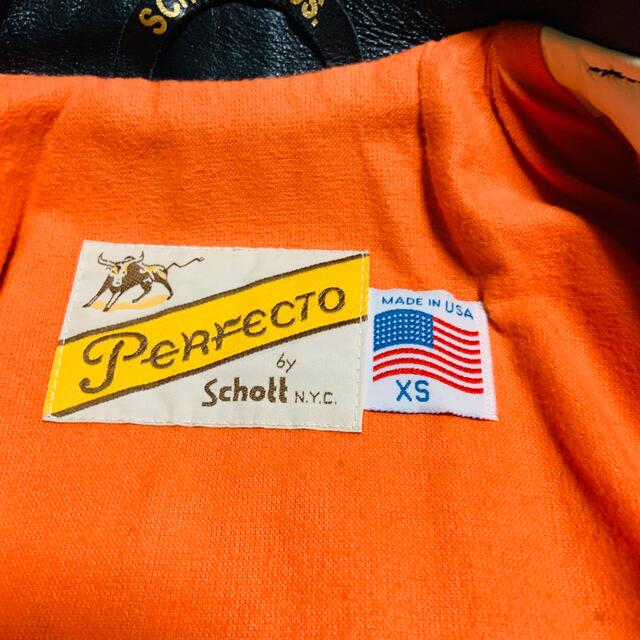 PERFECTO
by
Schott N.Y.C.
MADE IN USA
XS